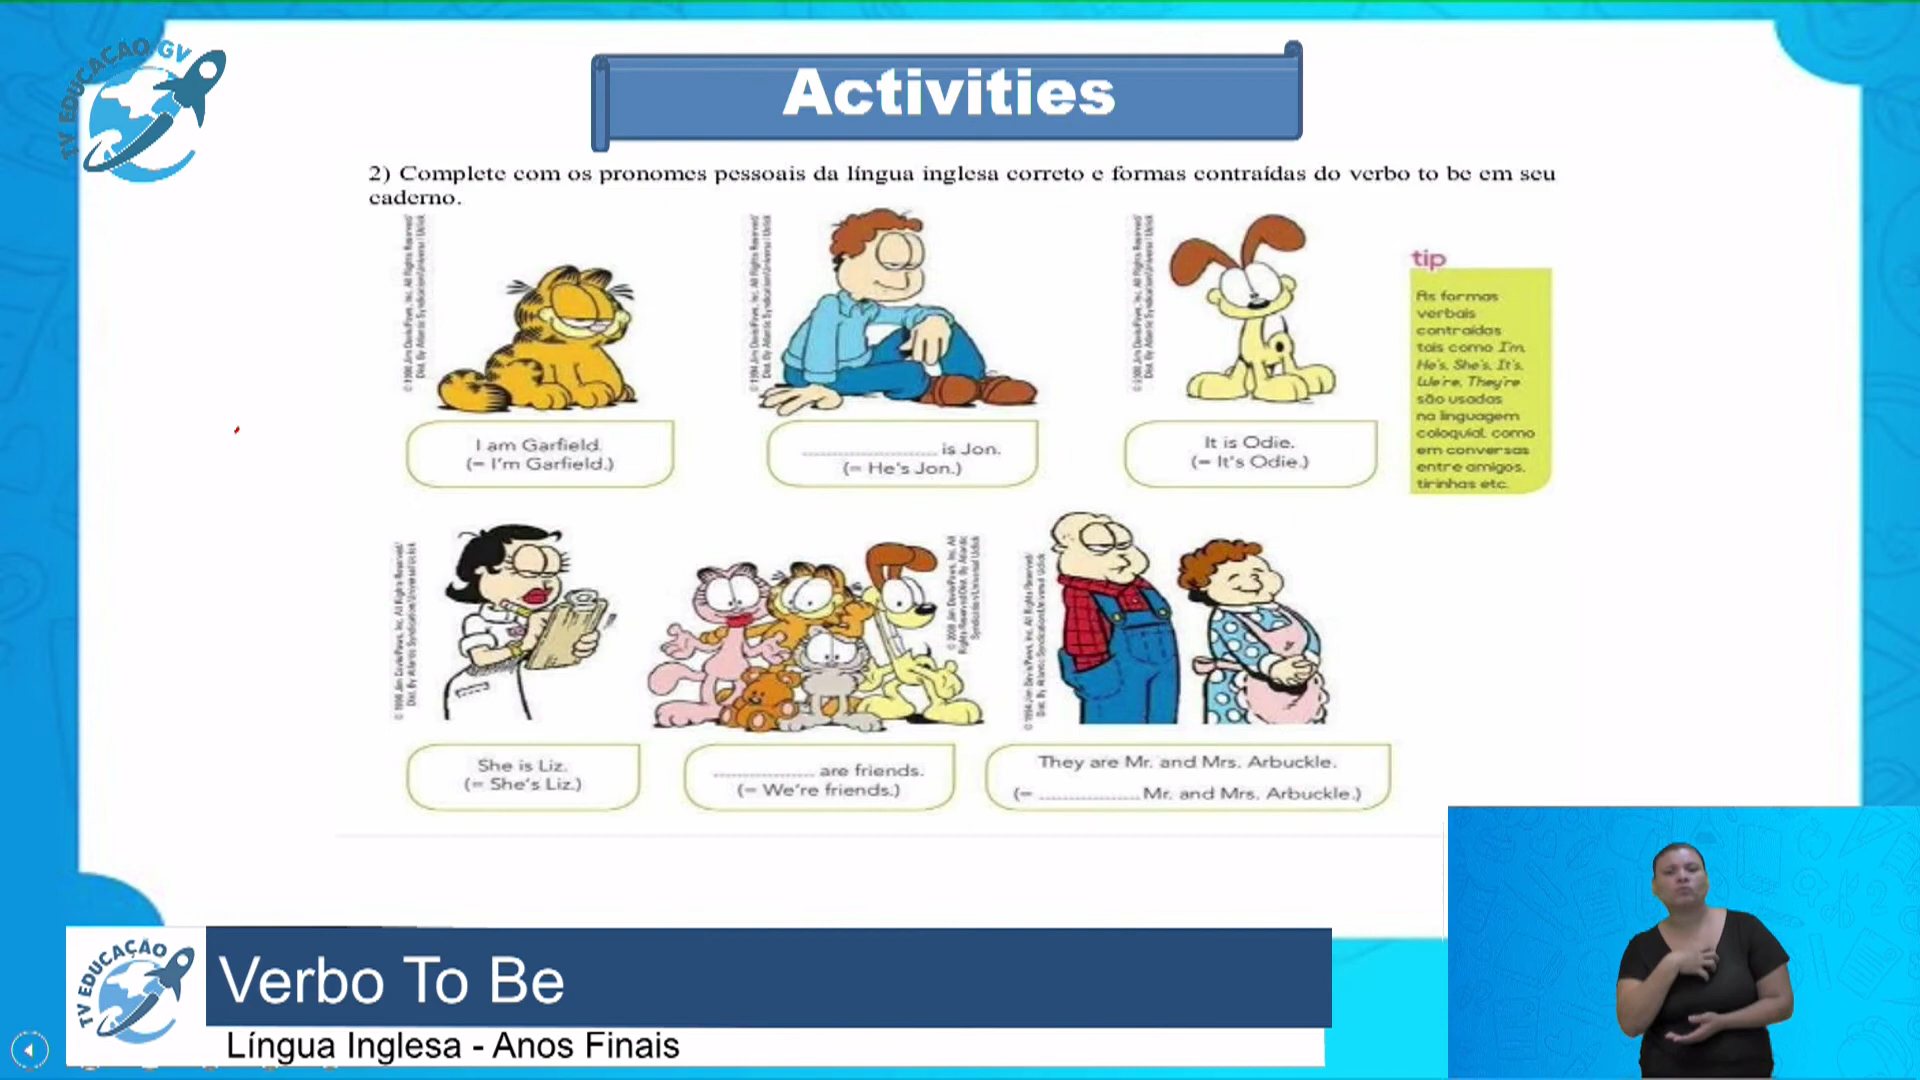 TV EDUCAÇÃO GV
Activities
2) Complete com os pronomes pessoais da língua inglesa correto e formas contraídas do verbo to be em seu
caderno.
tip
As formas
verbais
contraídas
tais como I'm,
He's, She's, It's,
We're, They're
são usadas
na linguagem
coloquial, como
em conversas
entre amigos,
tirinhas etc.
I am Garfield.
(= I'm Garfield.)
is Jon.
(= He's Jon.)
It is Odie.
(= It's Odie.)
She is Liz.
(= She's Liz.)
are friends.
(= We're friends.)
They are Mr. and Mrs. Arbuckle.
(= Mr. and Mrs. Arbuckle.)
TV EDUCAÇÃO
Verbo To Be
Língua Inglesa - Anos Finais